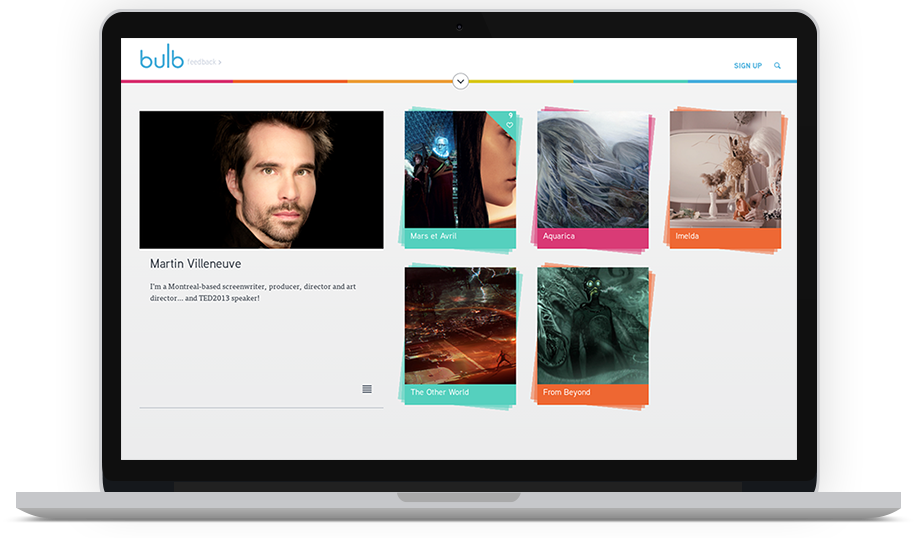 bulb
feedback >
SIGN UP
Martin Villeneuve
I'm a Montreal-based screenwriter, producer, director and art
director... and TED2013 speaker!
9
Mars et Avril
Aquarica
Imelda
The Other World
From Beyond